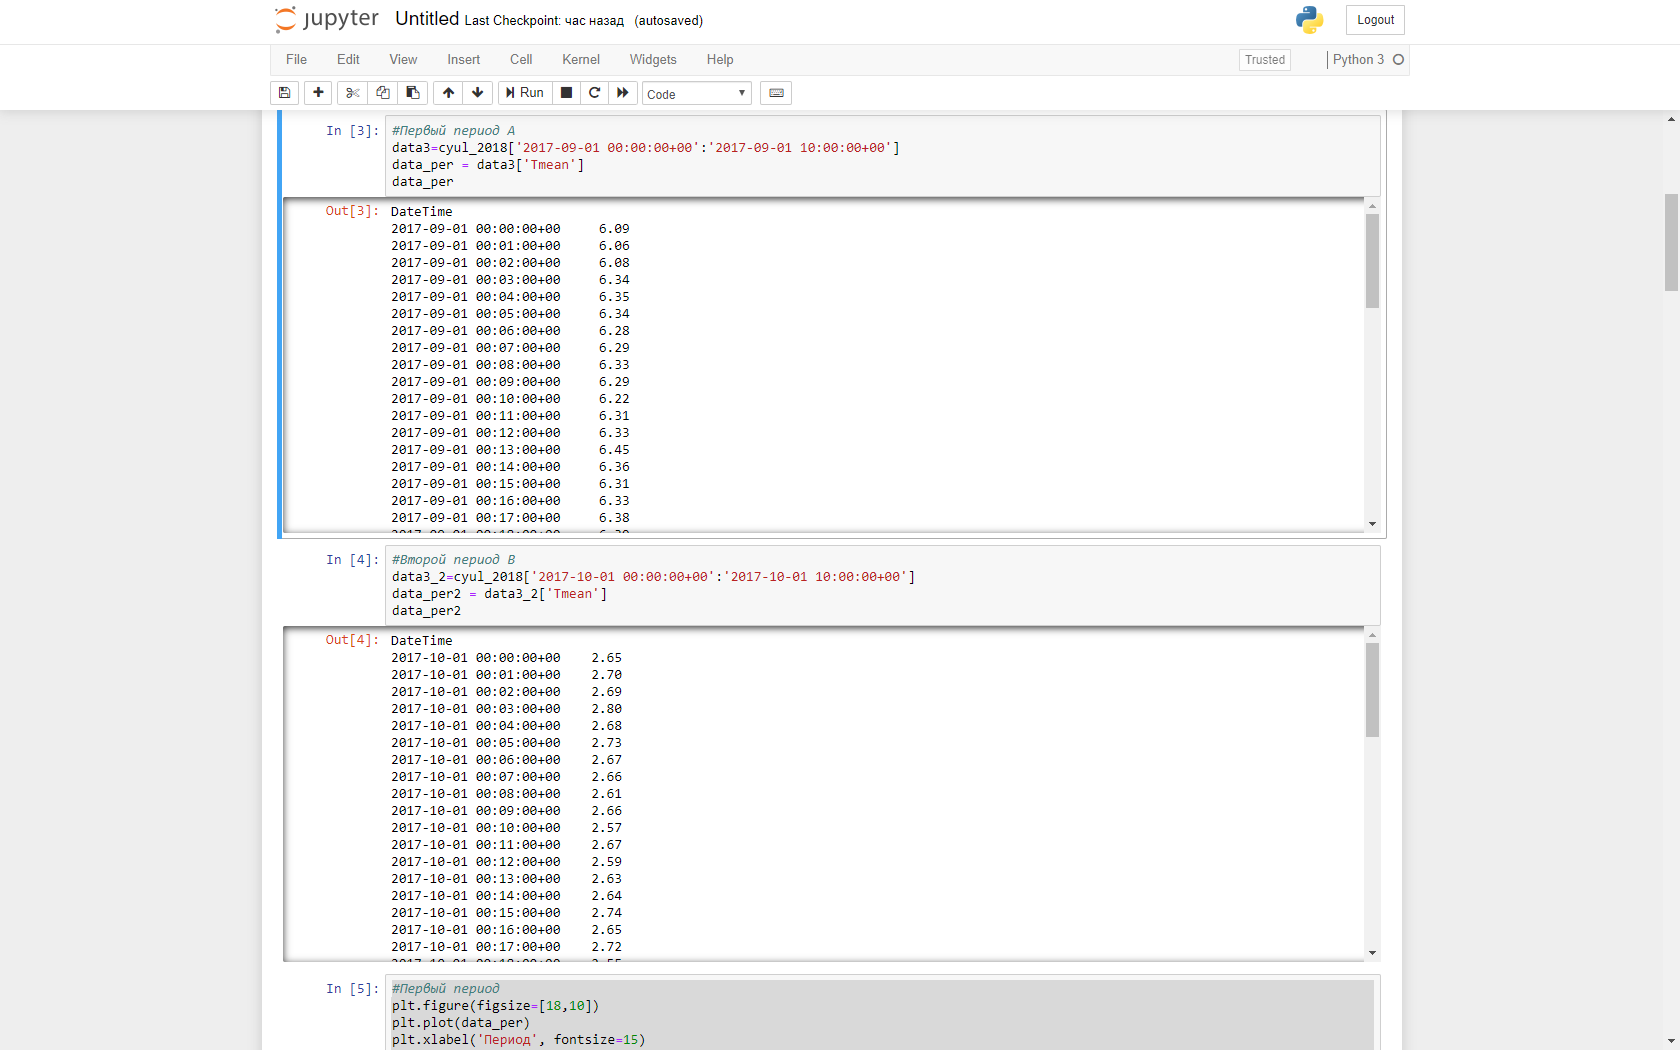 jupyter Untitled Last Checkpoint: час назад (autosaved) Logout
File Edit View Insert Cell Kernel Widgets Help Trusted Python 3
Run Code
In [3]: #Первый период А
data3=cyul_2018['2017-09-01 00:00:00+00':'2017-09-01 10:00:00+00']
data_per = data3['Tmean']
data_per
Out[3]: DateTime
2017-09-01 00:00:00+00 6.09
2017-09-01 00:01:00+00 6.06
2017-09-01 00:02:00+00 6.08
2017-09-01 00:03:00+00 6.34
2017-09-01 00:04:00+00 6.35
2017-09-01 00:05:00+00 6.34
2017-09-01 00:06:00+00 6.28
2017-09-01 00:07:00+00 6.29
2017-09-01 00:08:00+00 6.33
2017-09-01 00:09:00+00 6.29
2017-09-01 00:10:00+00 6.22
2017-09-01 00:11:00+00 6.31
2017-09-01 00:12:00+00 6.33
2017-09-01 00:13:00+00 6.45
2017-09-01 00:14:00+00 6.36
2017-09-01 00:15:00+00 6.31
2017-09-01 00:16:00+00 6.33
2017-09-01 00:17:00+00 6.38
In [4]: #Второй период В
data3_2=cyul_2018['2017-10-01 00:00:00+00':'2017-10-01 10:00:00+00']
data_per2 = data3_2['Tmean']
data_per2
Out[4]: DateTime
2017-10-01 00:00:00+00 2.65
2017-10-01 00:01:00+00 2.70
2017-10-01 00:02:00+00 2.69
2017-10-01 00:03:00+00 2.80
2017-10-01 00:04:00+00 2.68
2017-10-01 00:05:00+00 2.73
2017-10-01 00:06:00+00 2.67
2017-10-01 00:07:00+00 2.66
2017-10-01 00:08:00+00 2.61
2017-10-01 00:09:00+00 2.66
2017-10-01 00:10:00+00 2.57
2017-10-01 00:11:00+00 2.67
2017-10-01 00:12:00+00 2.59
2017-10-01 00:13:00+00 2.63
2017-10-01 00:14:00+00 2.64
2017-10-01 00:15:00+00 2.74
2017-10-01 00:16:00+00 2.65
2017-10-01 00:17:00+00 2.72
In [5]: #Первый период
plt.figure(figsize=[18,10])
plt.plot(data_per)
plt.xlabel('Период', fontsize=15)